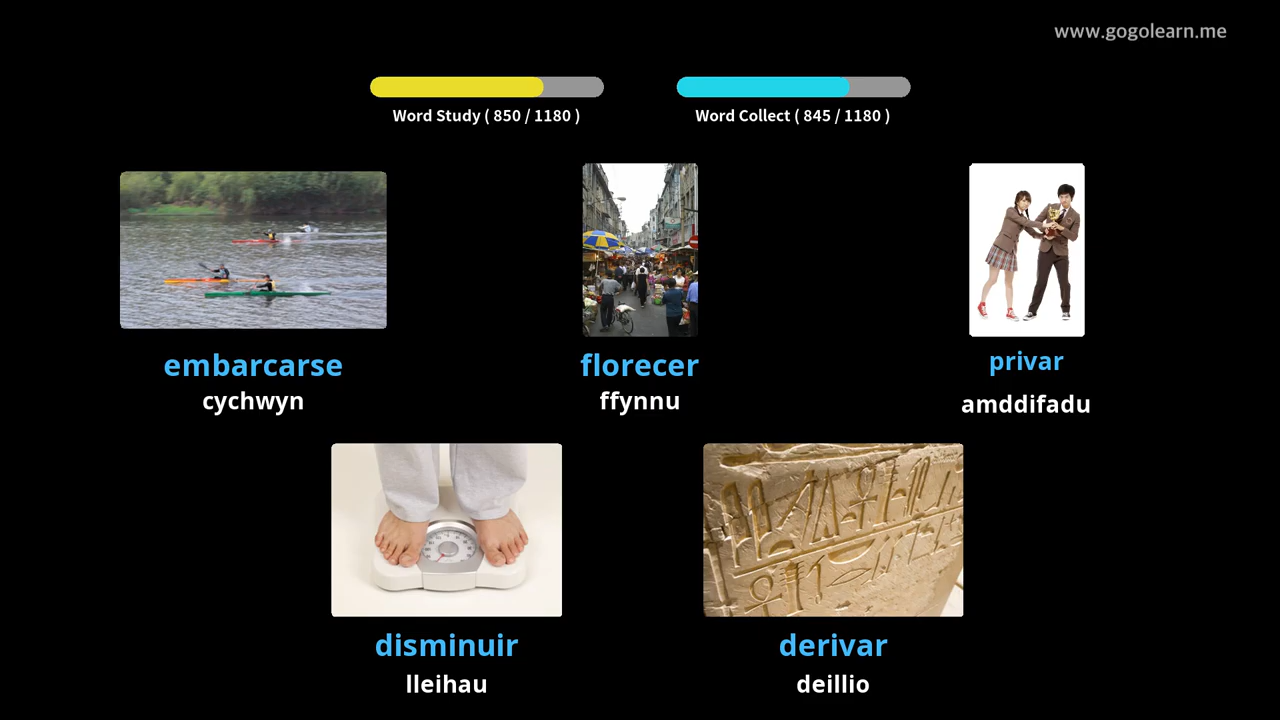 www.gogolearn.me
Word Study ( 850 / 1180 )
Word Collect ( 845 / 1180 )
embarcarse
cychwyn
florecer
ffynnu
privar
amddifadu
disminuir
lleihau
derivar
deillio